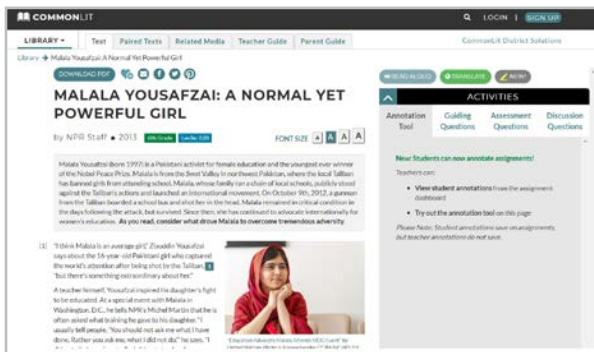 COMMONLIT
LOGIN | SIGN UP
LIBRARY
Text Paired Texts Related Media Teacher Guide Parent Guide
CommonLit District Solutions
Library → Malala Yousafzai: A Normal Yet Powerful Girl
DOWNLOAD PDF
MALALA YOUSAFZAI: A NORMAL YET
POWERFUL GIRL
by NPR Staff • 2013 6th Grade
FONT SIZE A A A A
Malala Yousafzai (born 1997) is a Pakistani activist for female education and the youngest ever winner
of the Nobel Peace Prize. Malala is from the Swat Valley in northwest Pakistan, where the local Taliban
has banned girls from attending school. Malala, whose family ran a chain of local schools, publicly stood
against the Taliban's actions and launched an international movement. On October 9th, 2012, a gunman
from the Taliban boarded a school bus and shot her in the head. Malala remained in critical condition in
the days following the attack, but survived. Since then, she has continued to advocate internationally for
women's education. As you read, consider what drove Malala to overcome tremendous adversity.
[1] "I think Malala is an average girl," Ziauddin Yousafzai
says about the 16-year-old Pakistani girl who captured
the world's attention after being shot by the Taliban,
"but there's something extraordinary about her."
A teacher himself, Yousafzai inspired his daughter's fight
to be educated. At a special event with Malala in
Washington, D.C., he tells NPR's Michel Martin that he is
often asked what training he gave to his daughter. "I
usually tell people, 'You should not ask me what I have
done. Rather you ask me, what I did not do,'" he says. "I
READ ALOUD TRANSLATE NEW!
ACTIVITIES
Annotation Tool
Guiding Questions
Assessment Questions
Discussion Questions
New! Students can now annotate assignments!
Teachers can:
• View student annotations from the assignment
dashboard
• Try out the annotation tool on this page
Please Note: Student annotations save on assignments,
but teacher annotations do not save.